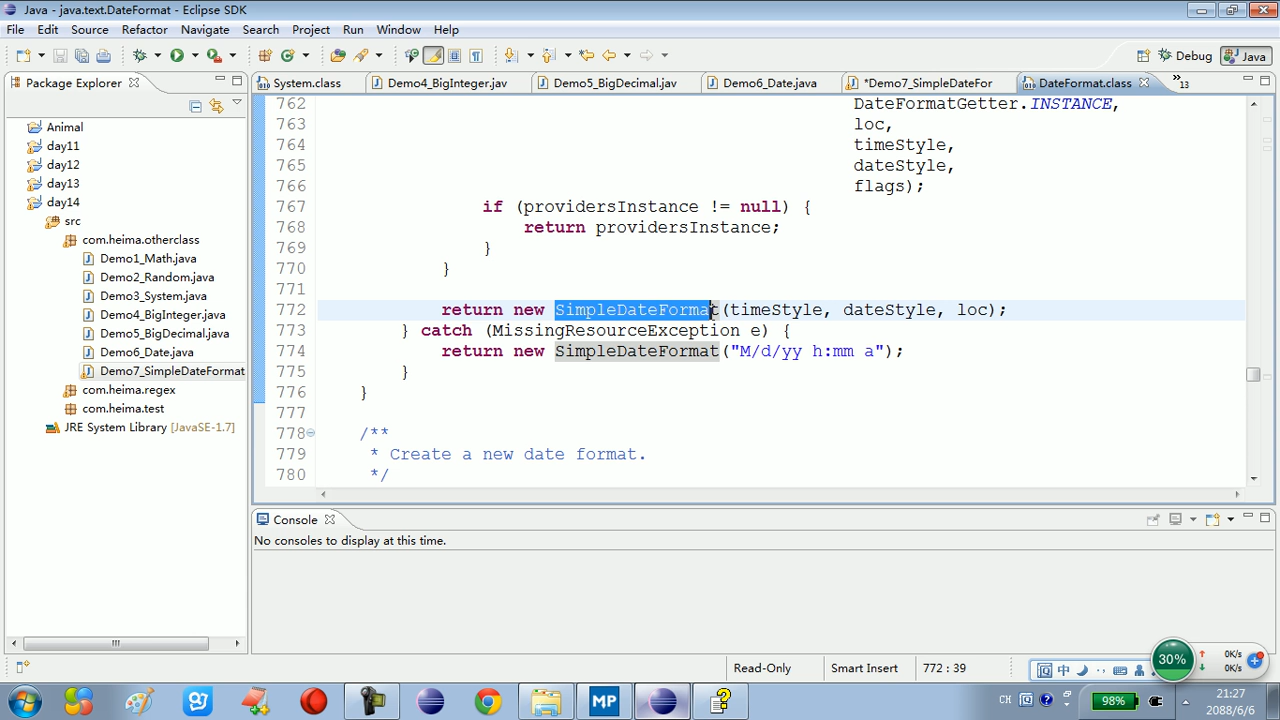 Java - java.text.DateFormat - Eclipse SDK
File Edit Source Refactor Navigate Search Project Run Window Help
Debug Java
Package Explorer
System.class Demo4_BigInteger.jav Demo5_BigDecimal.jav Demo6_Date.java *Demo7_SimpleDateFor DateFormat.class 13
Animal
day11
day12
day13
day14
src
com.heima.otherclass
Demo1_Math.java
Demo2_Random.java
Demo3_System.java
Demo4_BigInteger.java
Demo5_BigDecimal.java
Demo6_Date.java
Demo7_SimpleDateFormat
com.heima.regex
com.heima.test
JRE System Library [JavaSE-1.7]
762 DateFormatGetter.INSTANCE,
763 loc,
764 timeStyle,
765 dateStyle,
766 flags);
767 if (providersInstance != null) {
768 return providersInstance;
769 }
770 }
771
772 return new SimpleDateFormat(timeStyle, dateStyle, loc);
773 } catch (MissingResourceException e) {
774 return new SimpleDateFormat("M/d/yy h:mm a");
775 }
776 }
777
778 /**
779 * Create a new date format.
780 */
Console
No consoles to display at this time.
Read-Only Smart Insert 772 : 39
中
30% 0K/s
0K/s
MP
CH 98% 21:27
2088/6/6